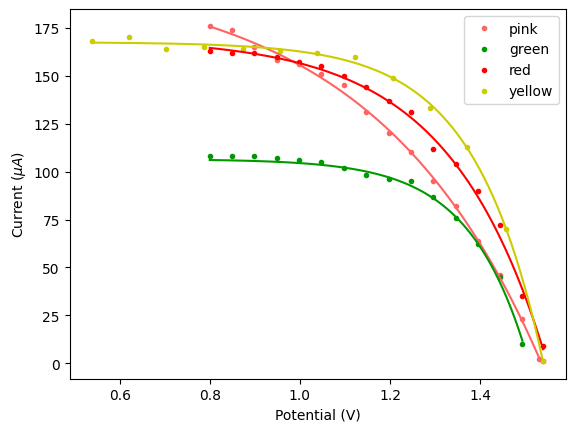 pink
green
red
yellow
175
150
125
100
75
50
25
0
Current (μA)
0.6
0.8
1.0
1.2
1.4
Potential (V)